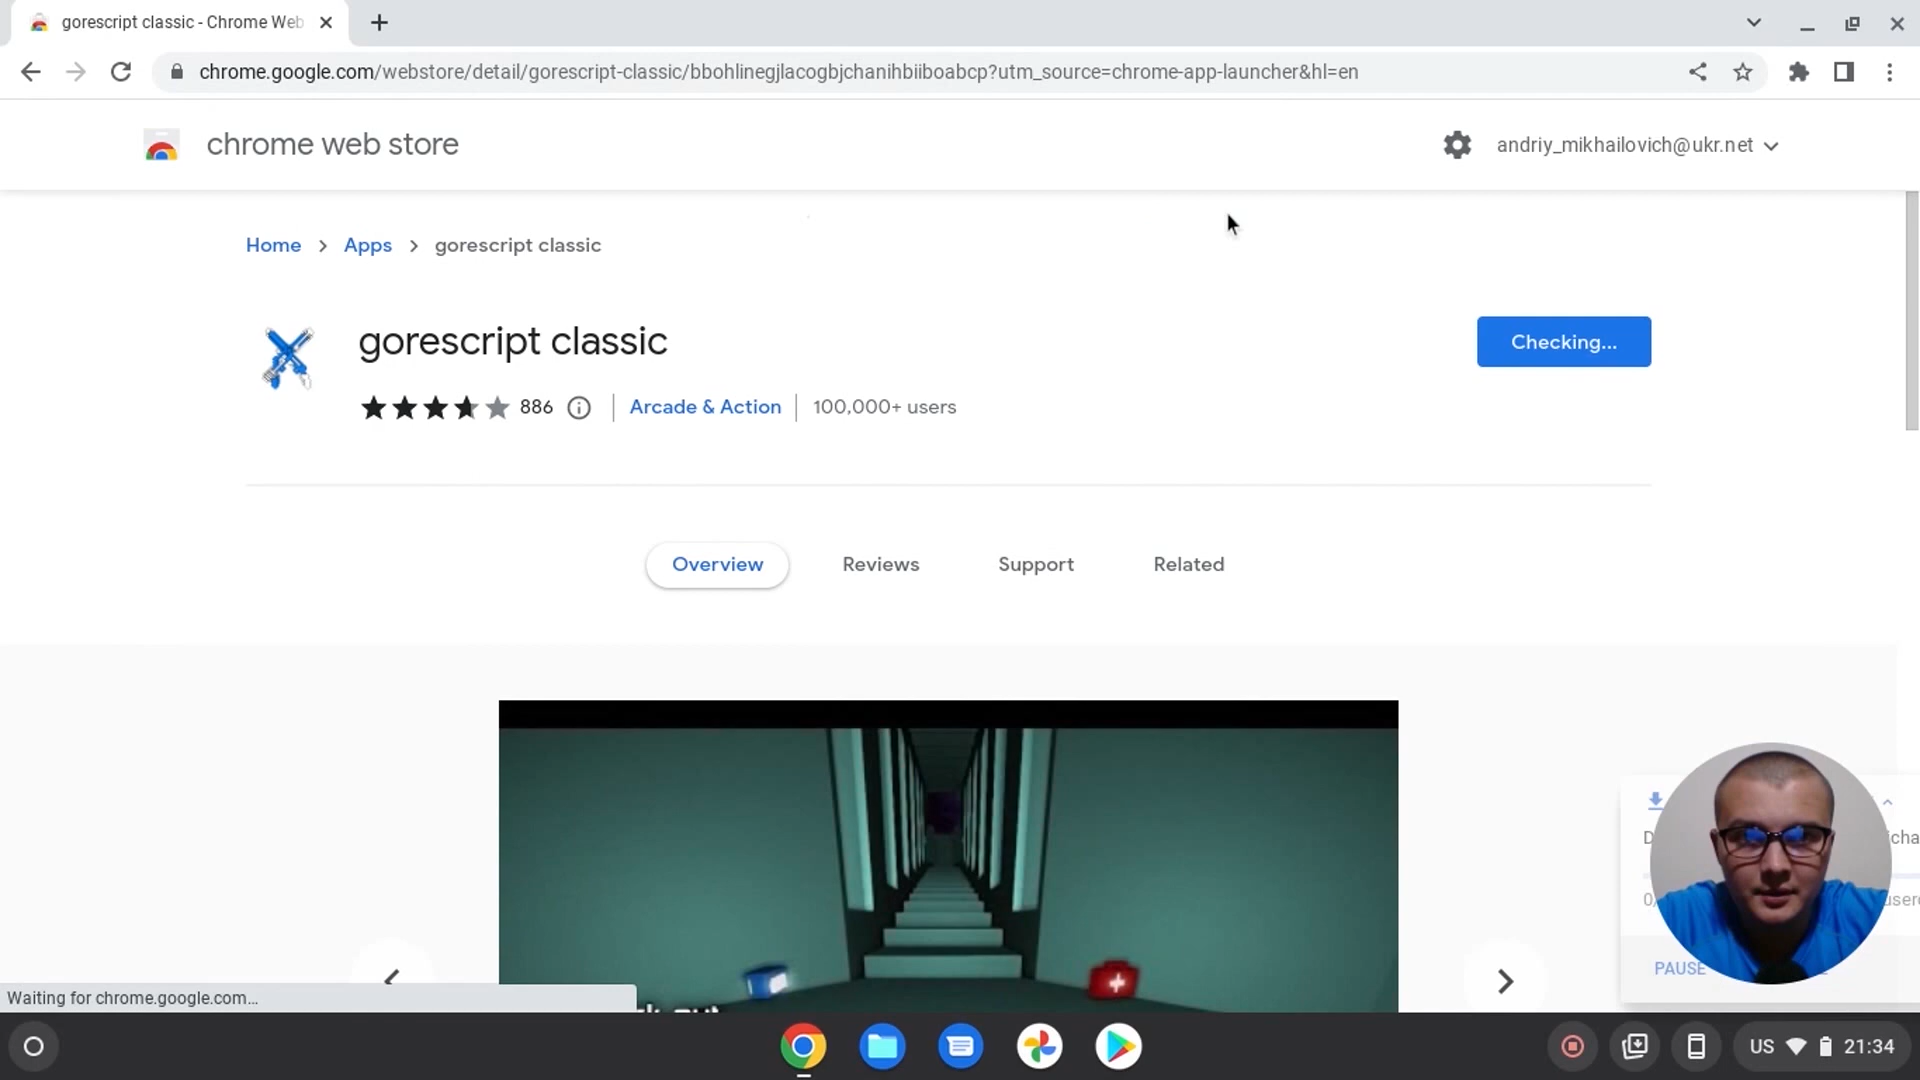 gorescript classic - Chrome Web
chrome.google.com/webstore/detail/gorescript-classic/bbohlinegjlacogbjchanihbiiboabcp?utm_source=chrome-app-launcher&hl=en
chrome web store
andriy_mikhailovich@ukr.net
Home > Apps > gorescript classic
gorescript classic
Checking...
886
Arcade & Action
100,000+ users
Overview
Reviews
Support
Related
PAUSE
Waiting for chrome.google.com...
US
21:34